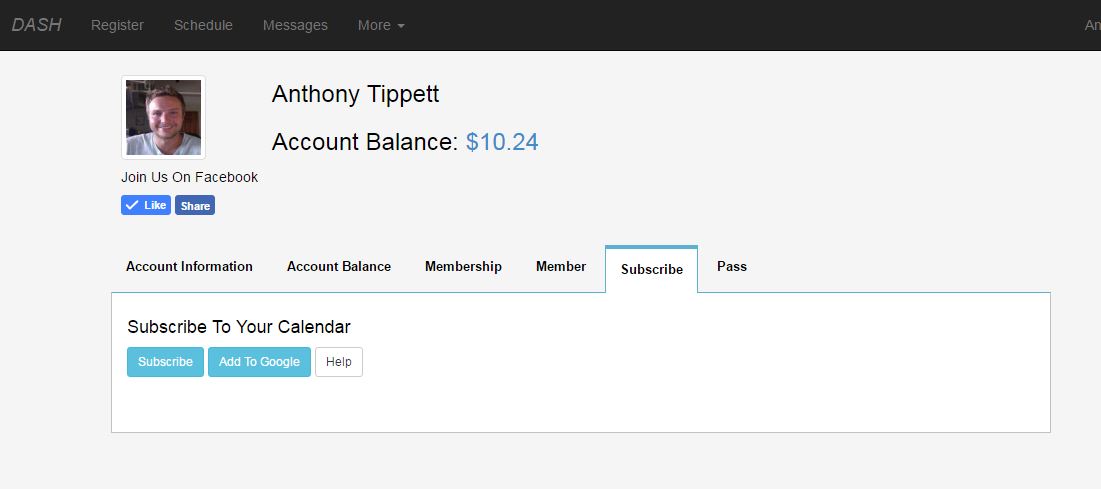 DASH Register Schedule Messages More An
Anthony Tippett
Account Balance: $10.24
Join Us On Facebook
Like Share
Account Information Account Balance Membership Member Subscribe Pass
Subscribe To Your Calendar
Subscribe Add To Google Help